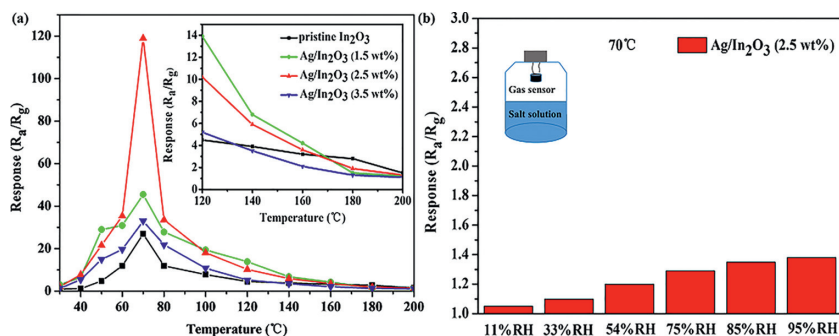 (a)
Response (Rₐ/R_g)
120
100
80
60
40
20
0
40 60 80 100 120 140 160 180 200
Temperature (℃)
pristine In₂O₃
Ag/In₂O₃ (1.5 wt%)
Ag/In₂O₃ (2.5 wt%)
Ag/In₂O₃ (3.5 wt%)
Response (Rₐ/R_g)
14
12
10
8
6
4
2
0
120 140 160 180 200
Temperature (℃)
(b)
Response (Rₐ/R_g)
3.0
2.8
2.6
2.4
2.2
2.0
1.8
1.6
1.4
1.2
1.0
70℃
Ag/In₂O₃ (2.5 wt%)
Gas sensor
Salt solution
11%RH 33%RH 54%RH 75%RH 85%RH 95%RH